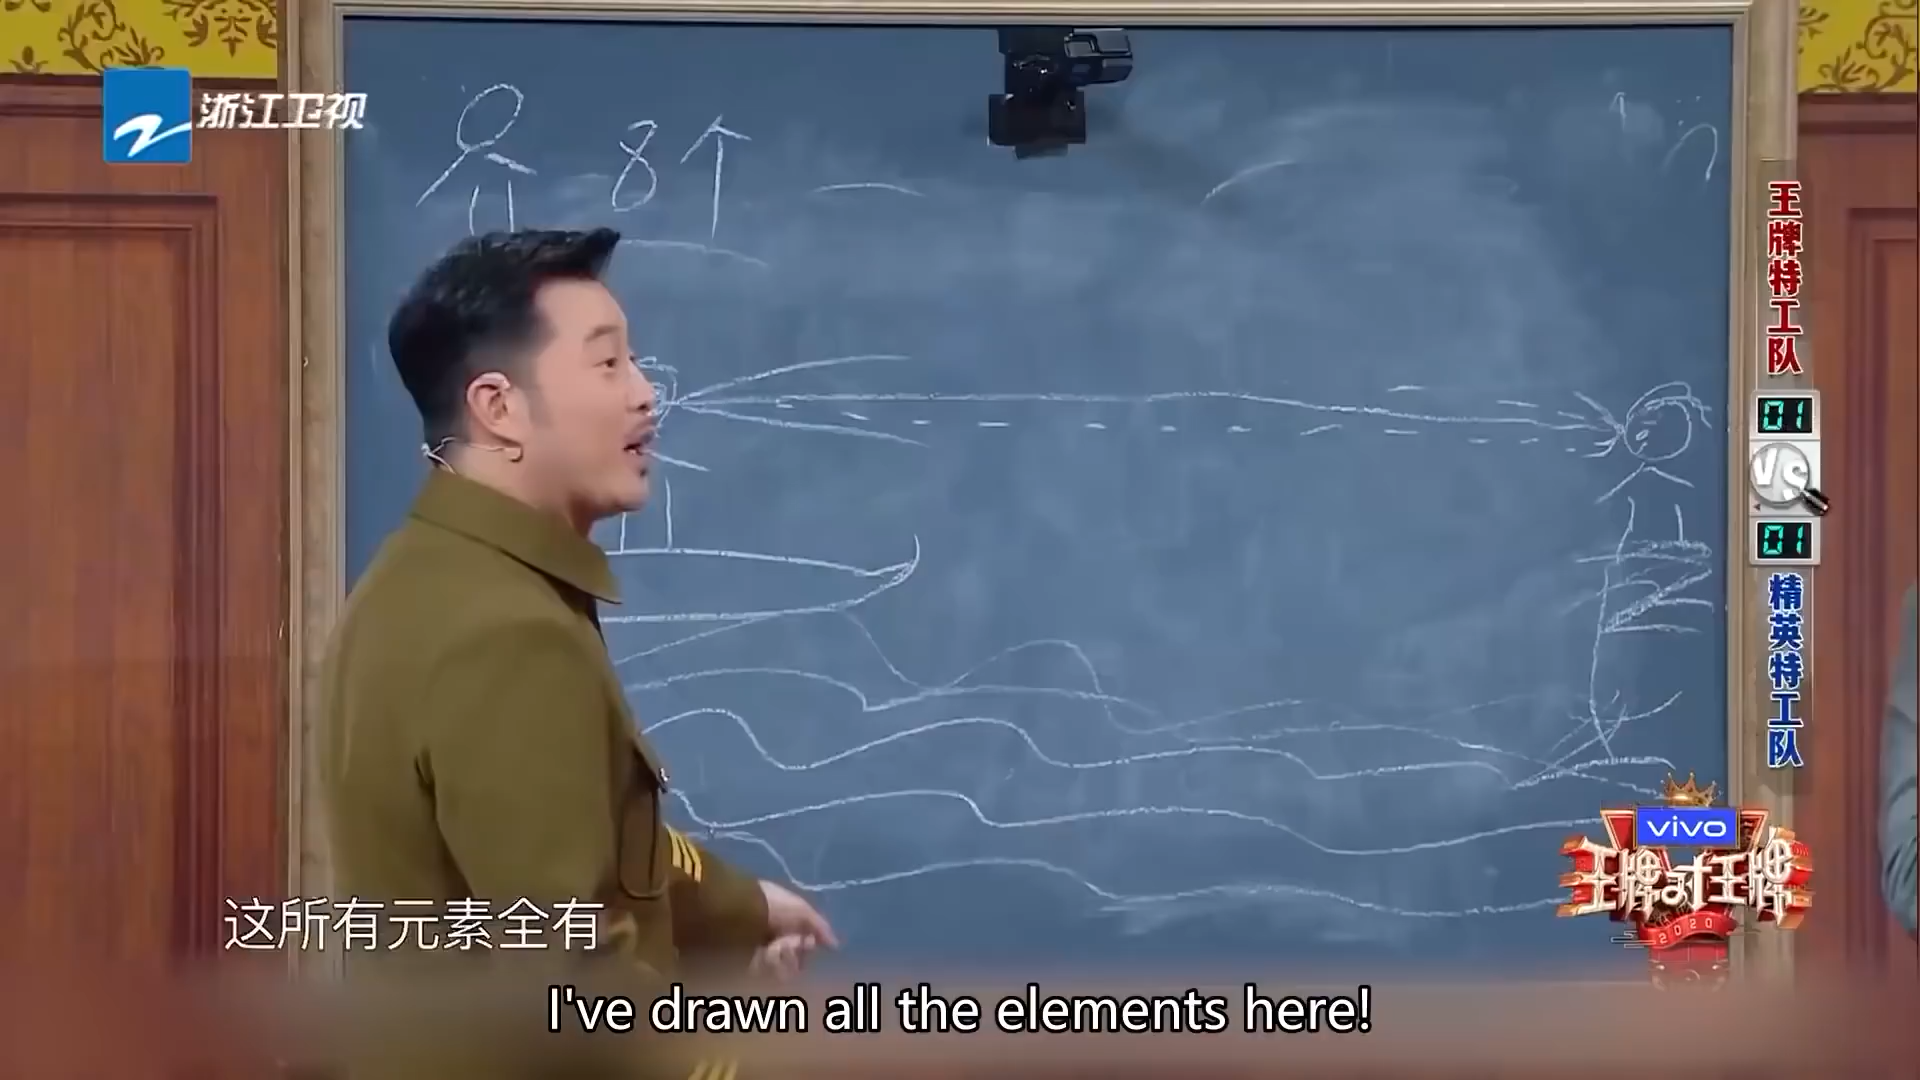 浙江卫视
8个
王牌特工队
01
VS
01
精英特工队
vivo
王牌对王牌
2020
这所有元素全有
I've drawn all the elements here!